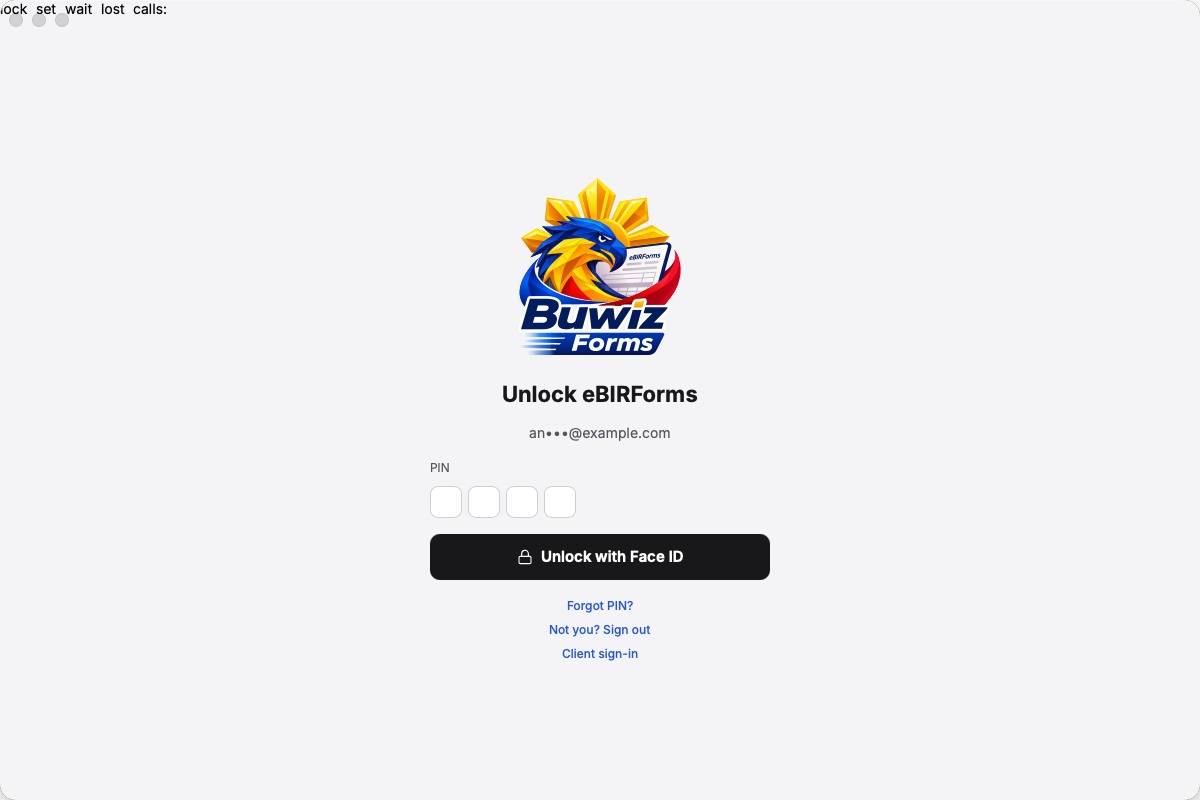 lock set wait lost calls:
eBIRForms
Buwiz
Forms
Unlock eBIRForms
an•••@example.com
PIN
Unlock with Face ID
Forgot PIN?
Not you? Sign out
Client sign-in